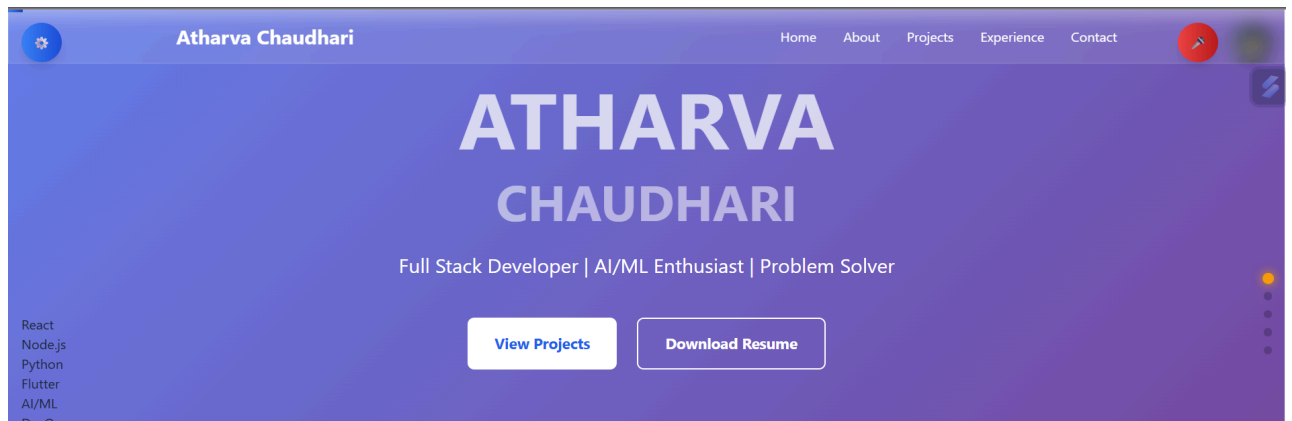 Atharva Chaudhari
Home About Projects Experience Contact
ATHARVA
CHAUDHARI
Full Stack Developer | AI/ML Enthusiast | Problem Solver
View Projects Download Resume
React
Node.js
Python
Flutter
AI/ML